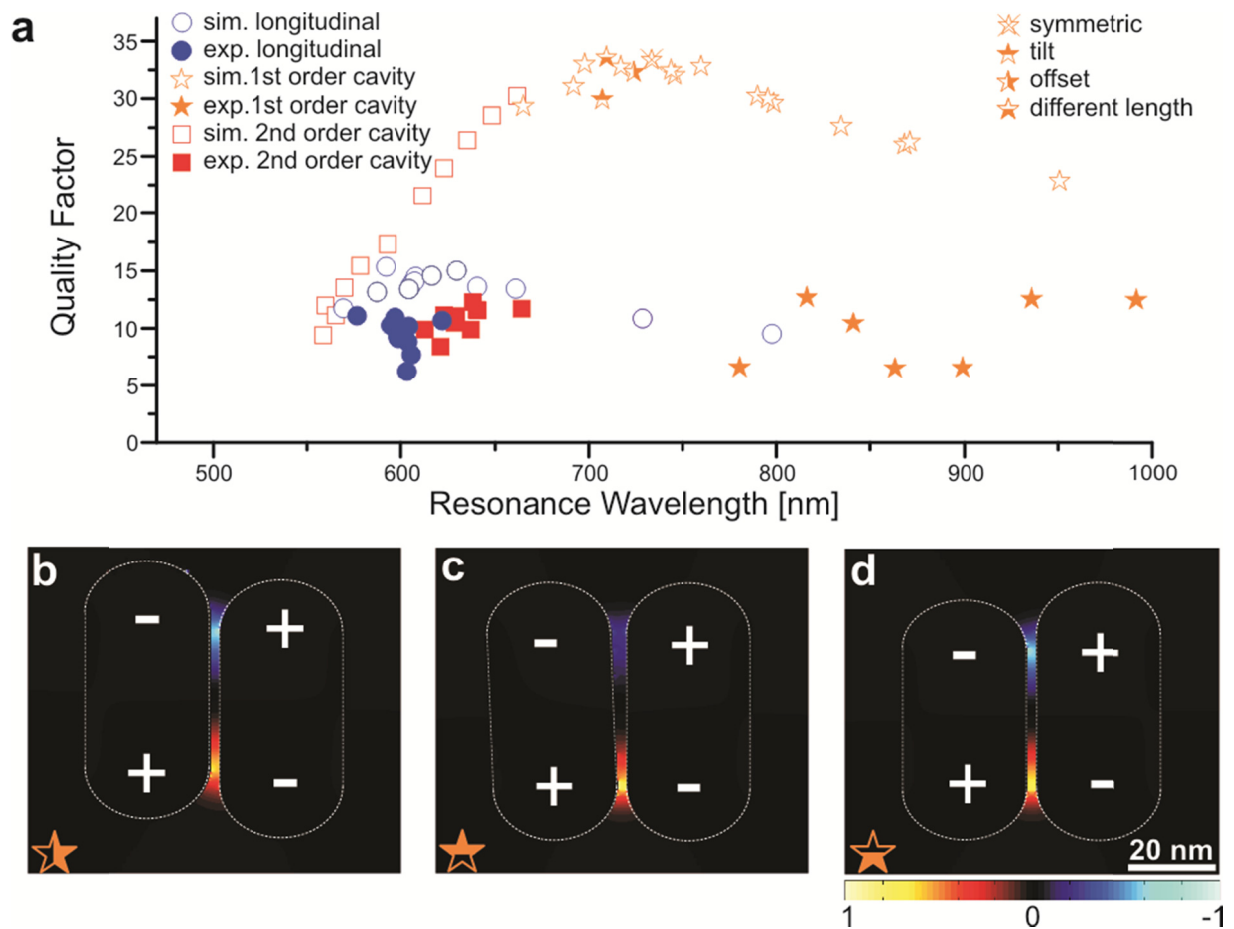 a
sim. longitudinal
exp. longitudinal
sim.1st order cavity
exp.1st order cavity
sim. 2nd order cavity
exp. 2nd order cavity
symmetric
tilt
offset
different length
35
30
25
20
15
10
5
0
Quality Factor
500 600 700 800 900 1000
Resonance Wavelength [nm]
b
- +
+ -
c
- +
+ -
d
- +
+ -
20 nm
1 0 -1